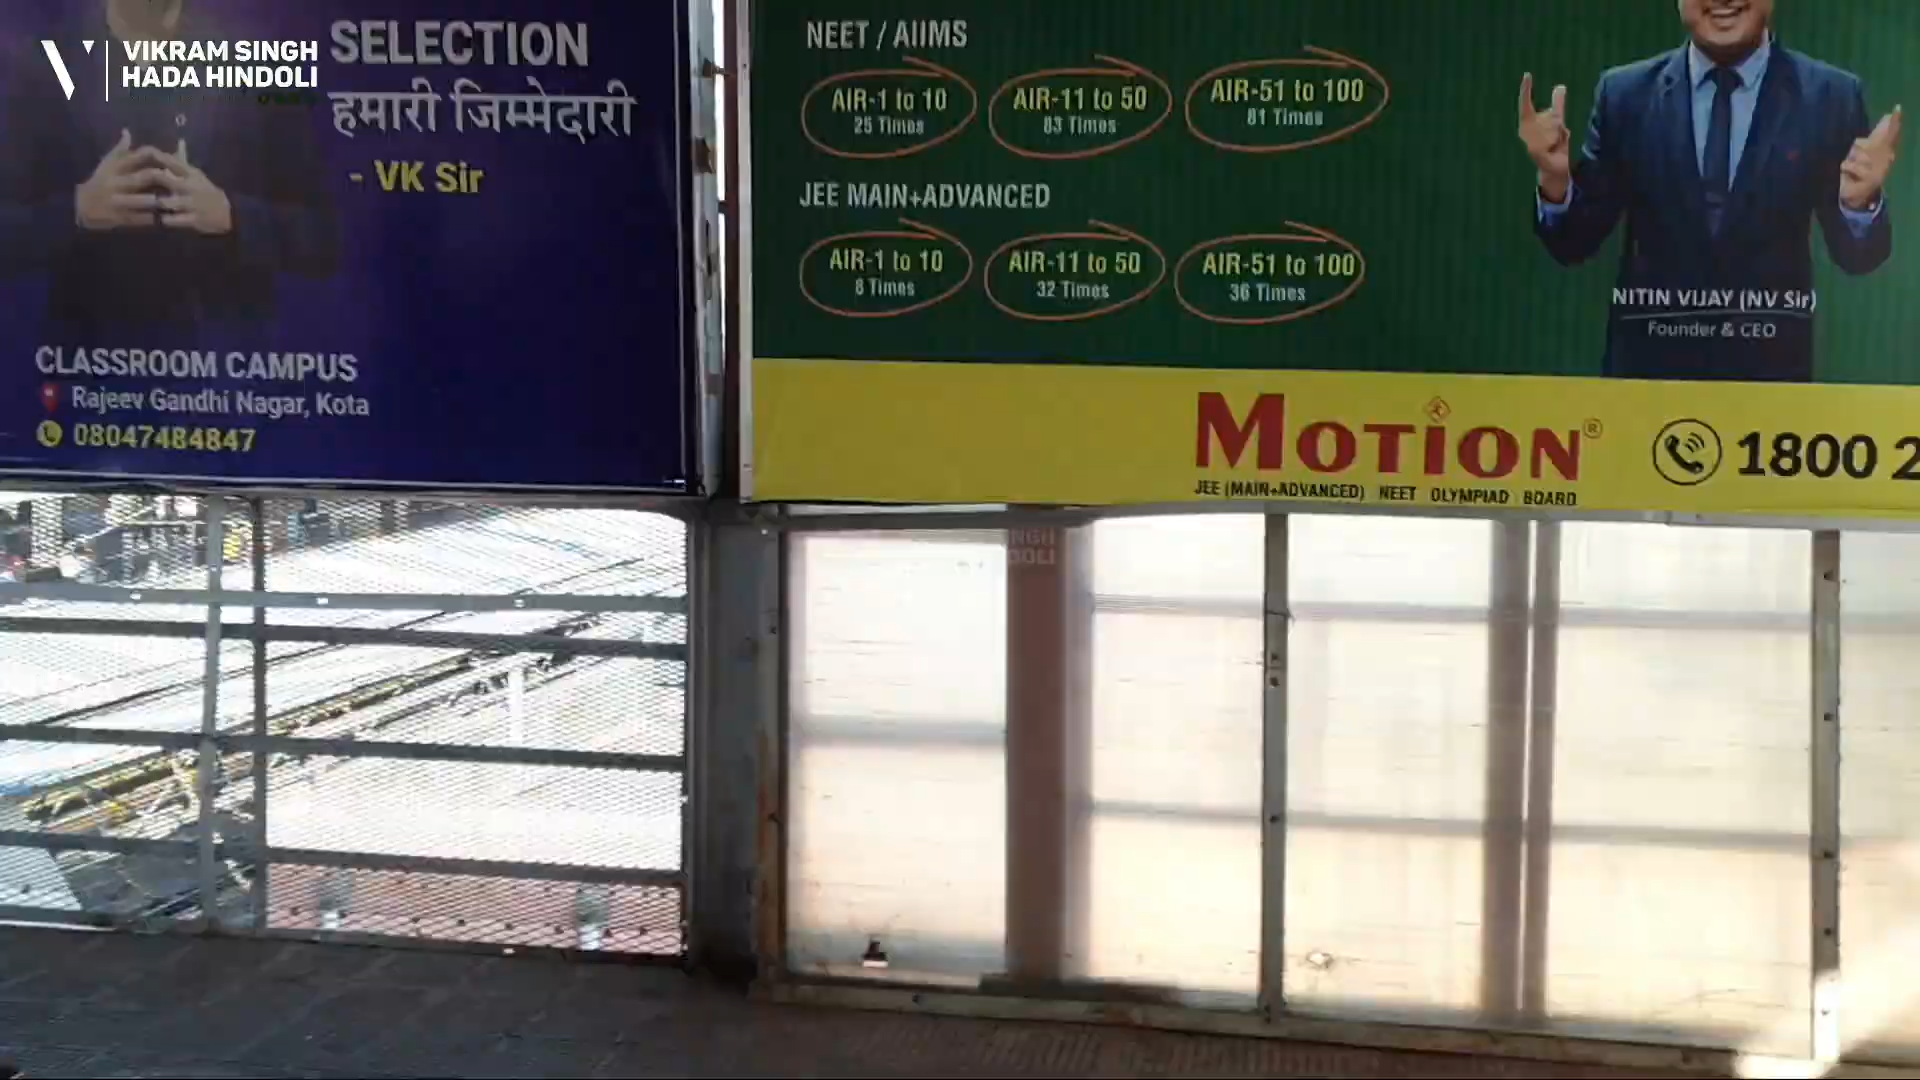 VIKRAM SINGH
HADA HINDOLI
SELECTION
हमारी जिम्मेदारी
- VK Sir
CLASSROOM CAMPUS
Rajeev Gandhi Nagar, Kota
08047484847
NEET / AIIMS
AIR-1 to 10
25 Times
AIR-11 to 50
83 Times
AIR-51 to 100
81 Times
JEE MAIN+ADVANCED
AIR-1 to 10
8 Times
AIR-11 to 50
32 Times
AIR-51 to 100
36 Times
NITIN VIJAY (NV Sir)
Founder & CEO
MOTION®
JEE (MAIN+ADVANCED) NEET OLYMPIAD BOARD
1800 2